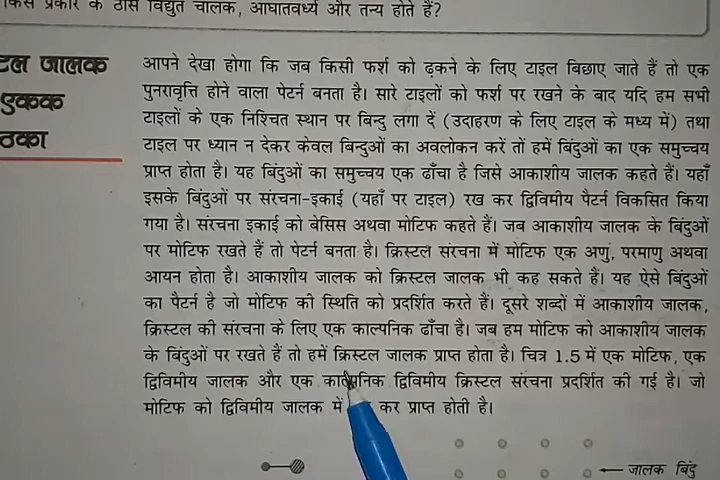 प्रकार के ठोस विद्युत चालक, आघातवर्ध्य और तन्य होते हैं?
जालक
एकक
आपने देखा होगा कि जब किसी फर्श को ढ़कने के लिए टाइल बिछाए जाते हैं तो एक
पुनरावृत्ति होने वाला पेटर्न बनता है। सारे टाइलों को फर्श पर रखने के बाद यदि हम सभी
टाइलों के एक निश्चित स्थान पर बिन्दु लगा दें (उदाहरण के लिए टाइल के मध्य में) तथा
टाइल पर ध्यान न देकर केवल बिन्दुओं का अवलोकन करें तों हमें बिंदुओं का एक समुच्चय
प्राप्त होता है। यह बिंदुओं का समुच्चय एक ढाँचा है जिसे आकाशीय जालक कहते हैं। यहाँ
इसके बिंदुओं पर संरचना-इकाई (यहाँ पर टाइल) रख कर द्विविमीय पैटर्न विकसित किया
गया है। संरचना इकाई को बेसिस अथवा मोटिफ कहते हैं। जब आकाशीय जालक के बिंदुओं
पर मोटिफ रखते हैं तो पेटर्न बनता है। क्रिस्टल संरचना में मोटिफ एक अणु, परमाणु अथवा
आयन होता है। आकाशीय जालक को क्रिस्टल जालक भी कह सकते हैं। यह ऐसे बिंदुओं
का पैटर्न है जो मोटिफ की स्थिति को प्रदर्शित करते हैं। दूसरे शब्दों में आकाशीय जालक,
क्रिस्टल की संरचना के लिए एक काल्पनिक ढाँचा है। जब हम मोटिफ को आकाशीय जालक
के बिंदुओं पर रखते हैं तो हमें क्रिस्टल जालक प्राप्त होता है। चित्र 1.5 में एक मोटिफ, एक
द्विविमीय जालक और एक काल्पनिक द्विविमीय क्रिस्टल संरचना प्रदर्शित की गई है। जो
मोटिफ को द्विविमीय जालक में कर प्राप्त होती है।
जालक बिंदु